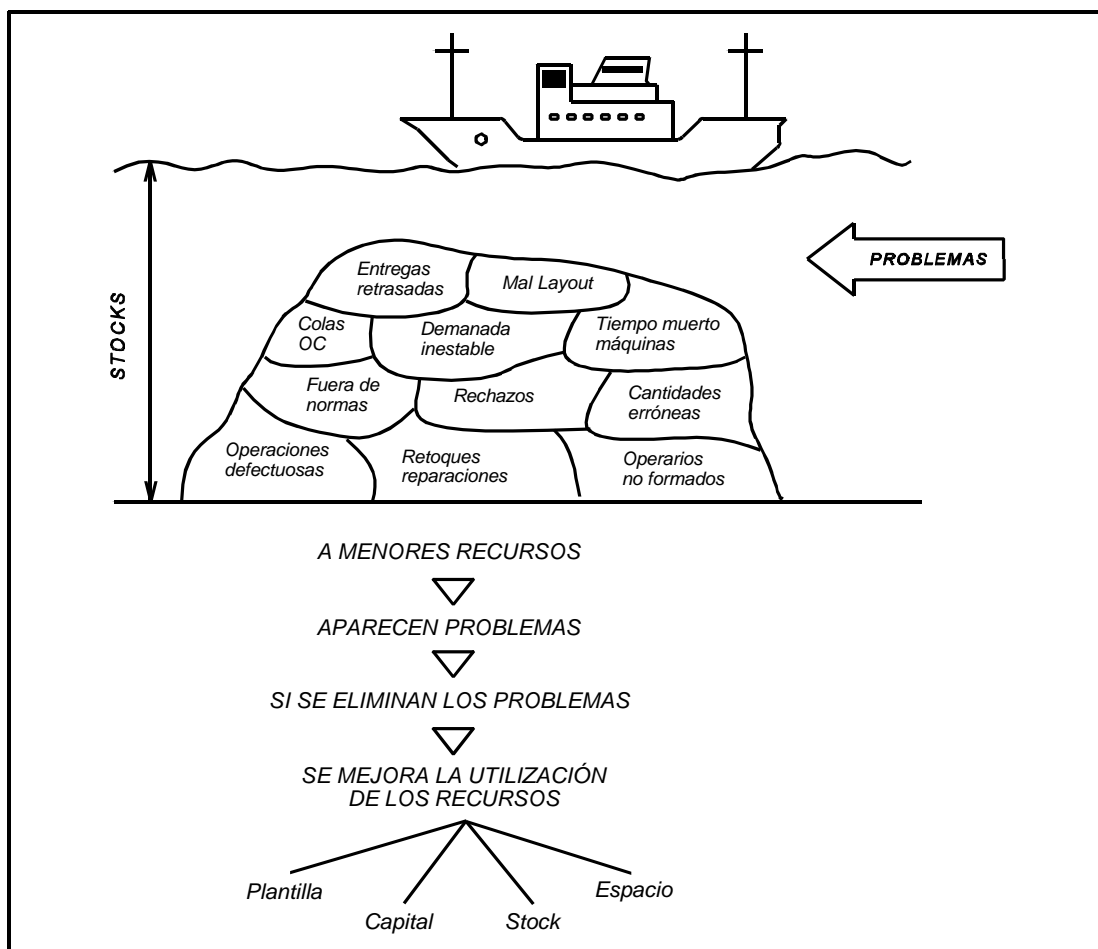 STOCKS
PROBLEMAS
Entregas
retrasadas
Mal Layout
Colas
OC
Demanada
inestable
Tiempo muerto
máquinas
Fuera de
normas
Rechazos
Cantidades
erróneas
Operaciones
defectuosas
Retoques
reparaciones
Operarios
no formados
A MENORES RECURSOS
APARECEN PROBLEMAS
SI SE ELIMINAN LOS PROBLEMAS
SE MEJORA LA UTILIZACIÓN
DE LOS RECURSOS
Plantilla
Capital
Stock
Espacio